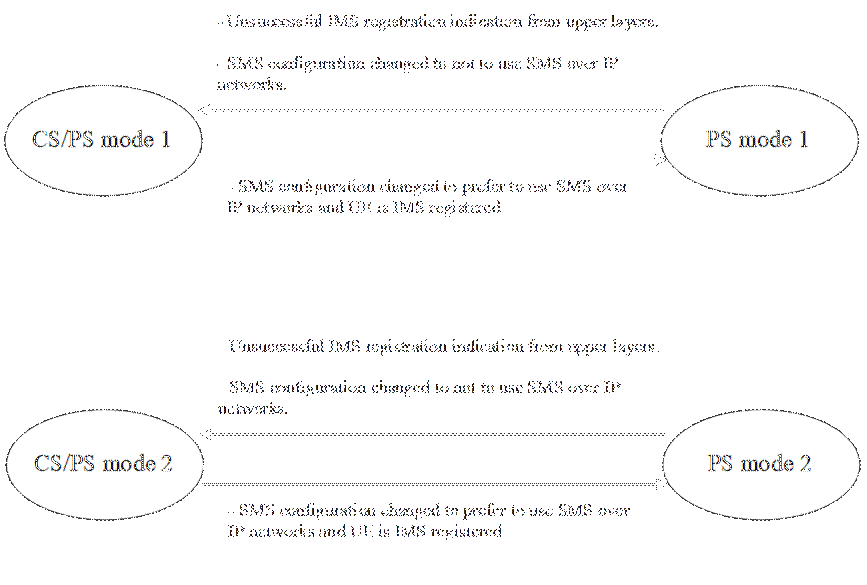 - Unsuccessful IMS registration indication from upper layers.
- SMS configuration changed to not to use SMS over IP
networks.
CS/PS mode 1
PS mode 1
- SMS configuration changed to prefer to use SMS over
IP networks and UE is IMS registered
Unsuccessful IMS registration indication from upper layers.
SMS configuration changed to not to use SMS over IP
networks.
CS/PS mode 2
PS mode 2
- SMS configuration changed to prefer to use SMS over
IP networks and UE is IMS registered